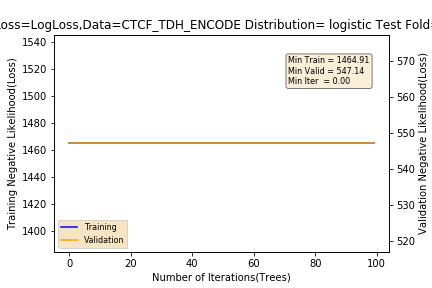 oss=LogLoss,Data=CTCF_TDH_ENCODE Distribution= logistic Test Fold=
1540
1520
1500
1480
1460
1440
1420
1400
570
560
550
540
530
520
Training Negative Likelihood(Loss)
Validation Negative Likelihood(Loss)
Min Train = 1464.91
Min Valid = 547.14
Min Iter = 0.00
Training
Validation
0 20 40 60 80 100
Number of Iterations(Trees)